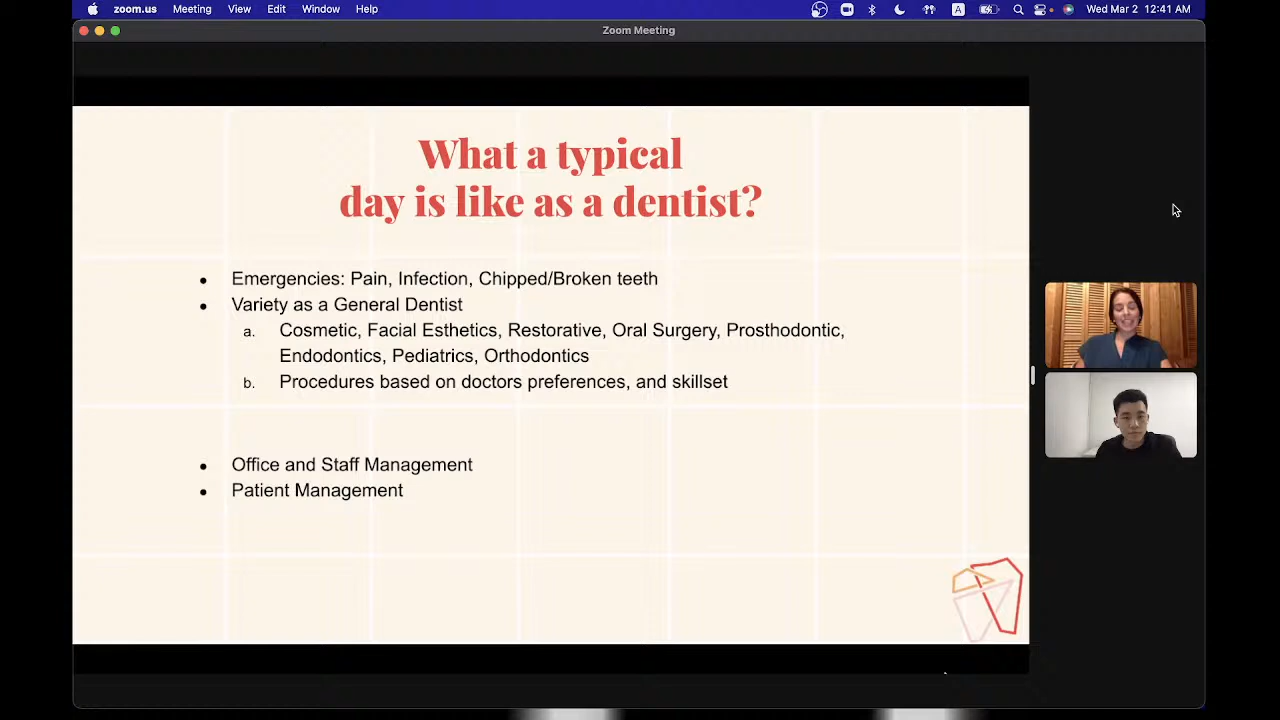 zoom.us Meeting View Edit Window Help A Wed Mar 2 12:41 AM
Zoom Meeting
What a typical
day is like as a dentist?
● Emergencies: Pain, Infection, Chipped/Broken teeth
● Variety as a General Dentist
a. Cosmetic, Facial Esthetics, Restorative, Oral Surgery, Prosthodontic,
Endodontics, Pediatrics, Orthodontics
b. Procedures based on doctors preferences, and skillset
● Office and Staff Management
● Patient Management